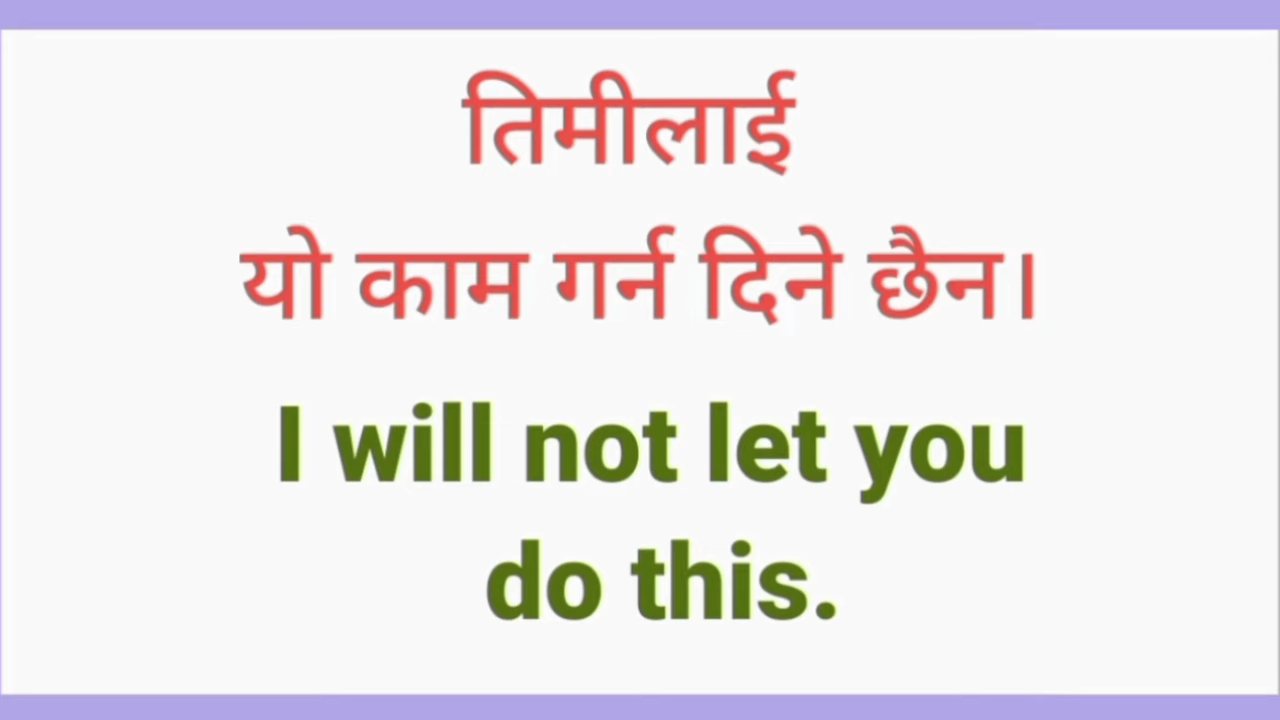 तिमीलाई
यो काम गर्न दिने छैन।
I will not let you
do this.